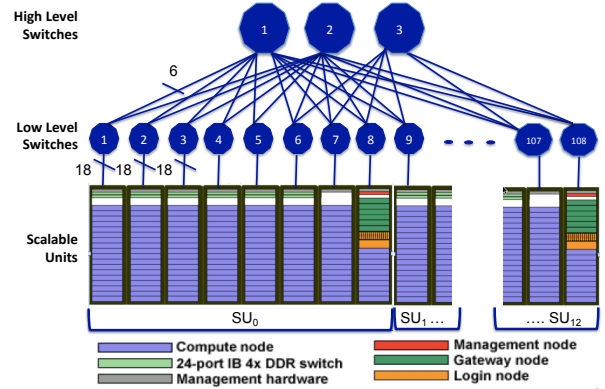 High Level
Switches
1 2 3
6
Low Level
Switches
1 2 3 4 5 6 7 8 9 107 108
18 18 18 18
Scalable
Units
SU0 SU1 ... .... SU12
Compute node
24-port IB 4x DDR switch
Management hardware
Management node
Gateway node
Login node